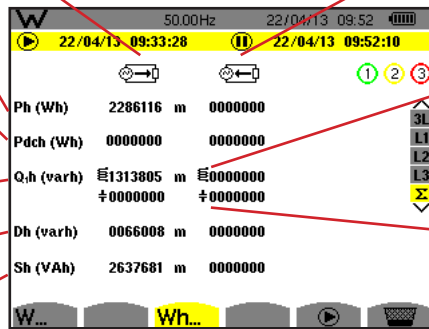 W 50.00Hz 22/04/13 09:52
22/04/13 09:33:28 22/04/13 09:52:10
1 2 3
Ph (Wh) 2286116 m 0000000
3L
Pdch (Wh) 0000000 0000000
L1
L2
Q₁h (varh) 1313805 m 0000000
L3
0000000 0000000
Σ
Dh (varh) 0066008 m 0000000
Sh (VAh) 2637681 m 0000000
W... Wh...